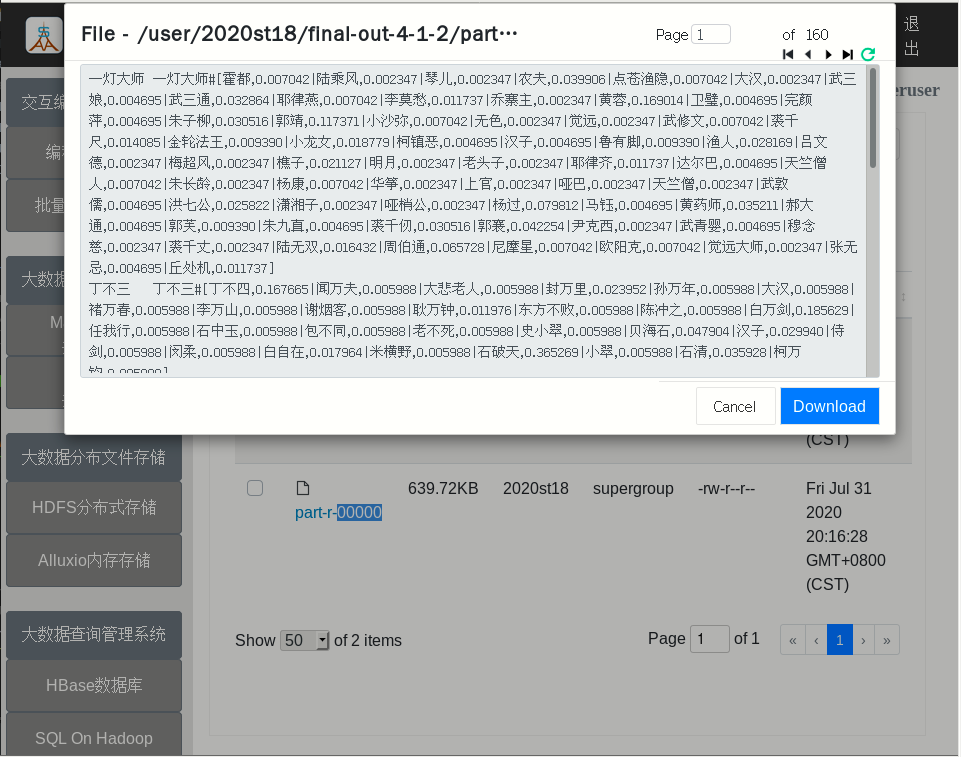 File - /user/2020st18/final-out-4-1-2/part···
Page 1 of 160
退
出
eruser
一灯大师 一灯大师#[霍都,0.007042|陆乘风,0.002347|琴儿,0.002347|农夫,0.039906|点苍渔隐,0.007042|大汉,0.002347|武三
娘,0.004695|武三通,0.032864|耶律燕,0.007042|李莫愁,0.011737|乔寨主,0.002347|黄蓉,0.169014|卫璧,0.004695|完颜
萍,0.004695|朱子柳,0.030516|郭靖,0.117371|小沙弥,0.007042|无色,0.002347|觉远,0.002347|武修文,0.007042|裘千
尺,0.014085|金轮法王,0.009390|小龙女,0.018779|柯镇恶,0.004695|汉子,0.004695|鲁有脚,0.009390|渔人,0.028169|吕文
德,0.002347|梅超风,0.002347|樵子,0.021127|明月,0.002347|老头子,0.002347|耶律齐,0.011737|达尔巴,0.004695|天竺僧
人,0.007042|朱长龄,0.002347|杨康,0.007042|华筝,0.002347|上官,0.002347|哑巴,0.002347|天竺僧,0.002347|武敦
儒,0.004695|洪七公,0.025822|潇湘子,0.002347|哑梢公,0.002347|杨过,0.079812|马钰,0.004695|黄药师,0.035211|郝大
通,0.004695|郭芙,0.009390|朱九真,0.004695|裘千仞,0.030516|郭襄,0.042254|尹克西,0.002347|武青婴,0.004695|穆念
慈,0.002347|裘千丈,0.002347|陆无双,0.016432|周伯通,0.065728|尼摩星,0.007042|欧阳克,0.007042|觉远大师,0.002347|张无
忌,0.004695|丘处机,0.011737]
丁不三 丁不三#[丁不四,0.167665|闻万夫,0.005988|大悲老人,0.005988|封万里,0.023952|孙万年,0.005988|大汉,0.005988|
褚万春,0.005988|李万山,0.005988|谢烟客,0.005988|耿万钟,0.011976|东方不败,0.005988|陈冲之,0.005988|白万剑,0.185629|
任我行,0.005988|石中玉,0.005988|包不同,0.005988|老不死,0.005988|史小翠,0.005988|贝海石,0.047904|汉子,0.029940|侍
剑,0.005988|闵柔,0.005988|白自在,0.017964|米横野,0.005988|石破天,0.365269|小翠,0.005988|石清,0.035928|柯万
钧,0.005988]
Cancel
Download
交互编
编程
批量
大数据
大数据分布文件存储
HDFS分布式存储
Alluxio内存存储
大数据查询管理系统
HBase数据库
SQL On Hadoop
(CST)
part-r-00000
639.72KB
2020st18
supergroup
-rw-r--r--
Fri Jul 31
2020
20:16:28
GMT+0800
(CST)
Show 50 of 2 items
Page 1 of 1
« ‹ 1 › »